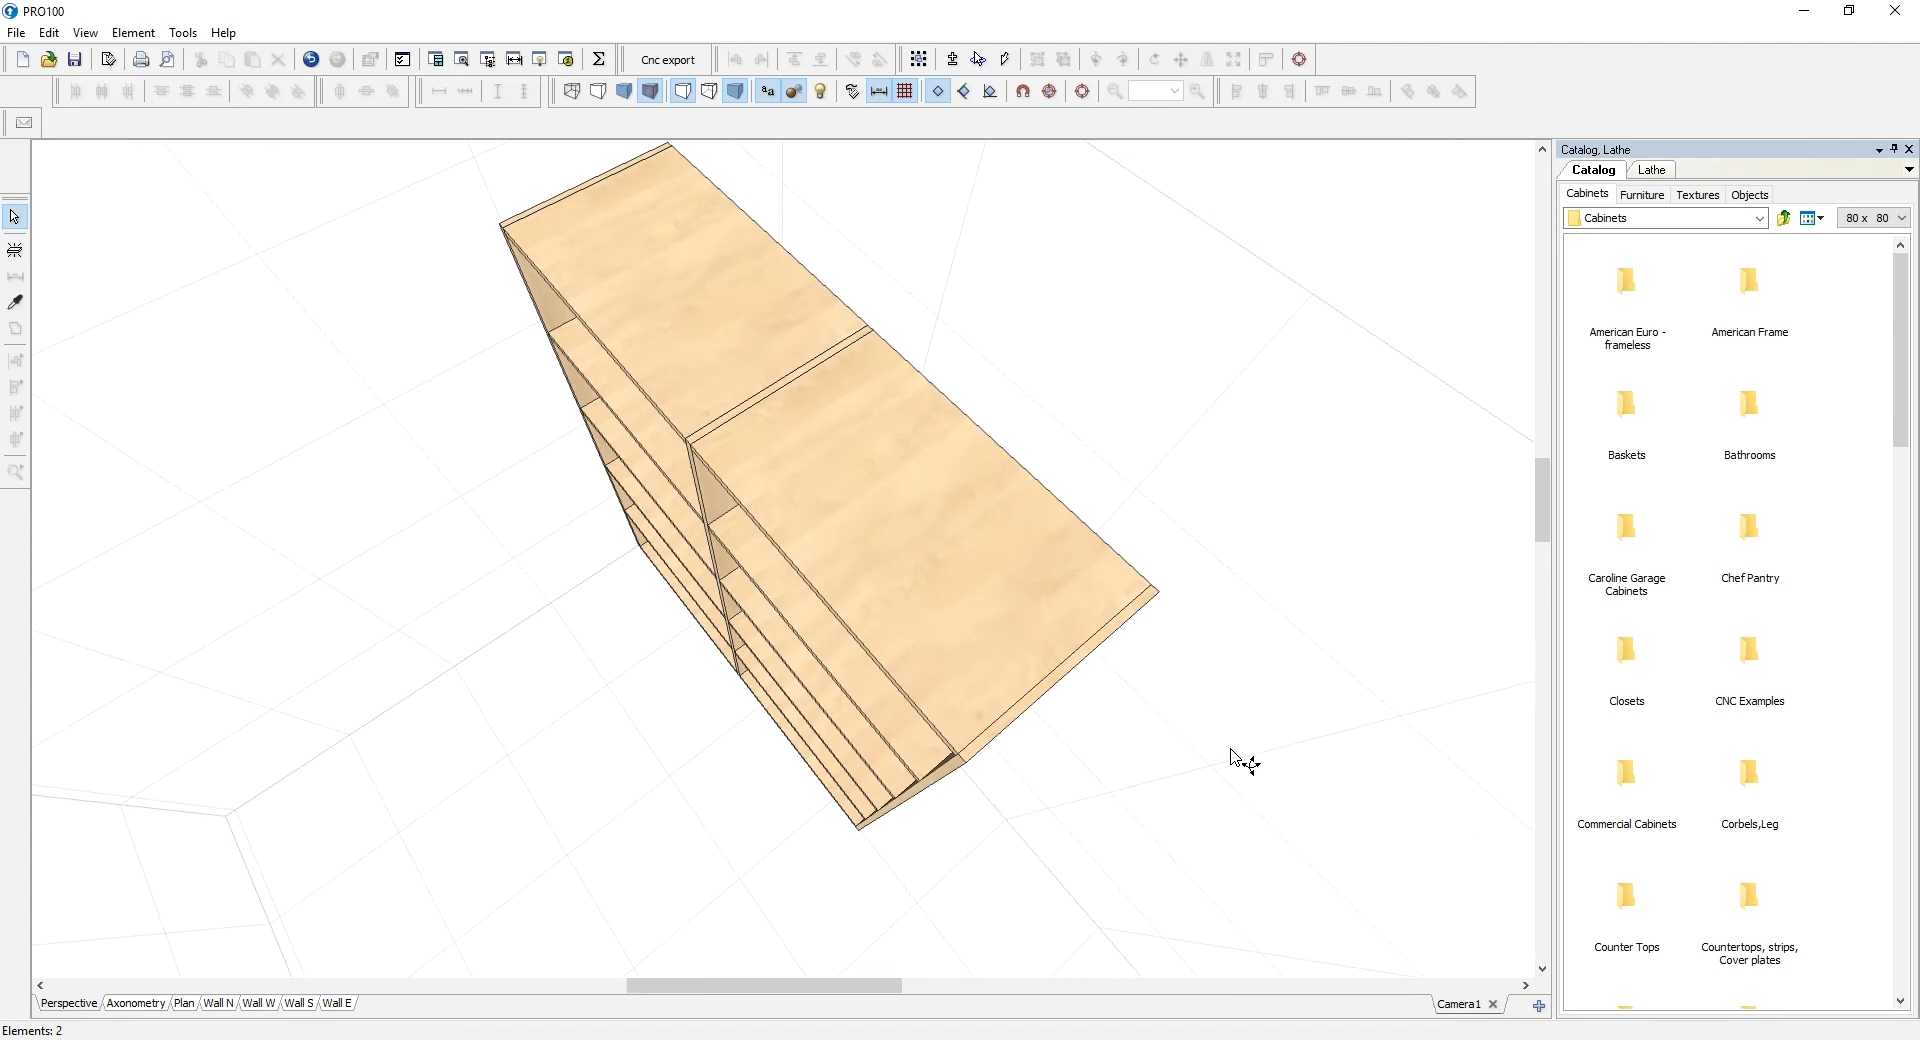 PRO100
File Edit View Element Tools Help
Cnc export
aa
Catalog, Lathe
Catalog Lathe
Cabinets Furniture Textures Objects
Cabinets 80 x 80
American Euro -
frameless
American Frame
Baskets
Bathrooms
Caroline Garage
Cabinets
Chef Pantry
Closets
CNC Examples
Commercial Cabinets
Corbels,Leg
Counter Tops
Countertops, strips,
Cover plates
Perspective Axonometry Plan Wall N Wall W Wall S Wall E
Camera1
Elements: 2